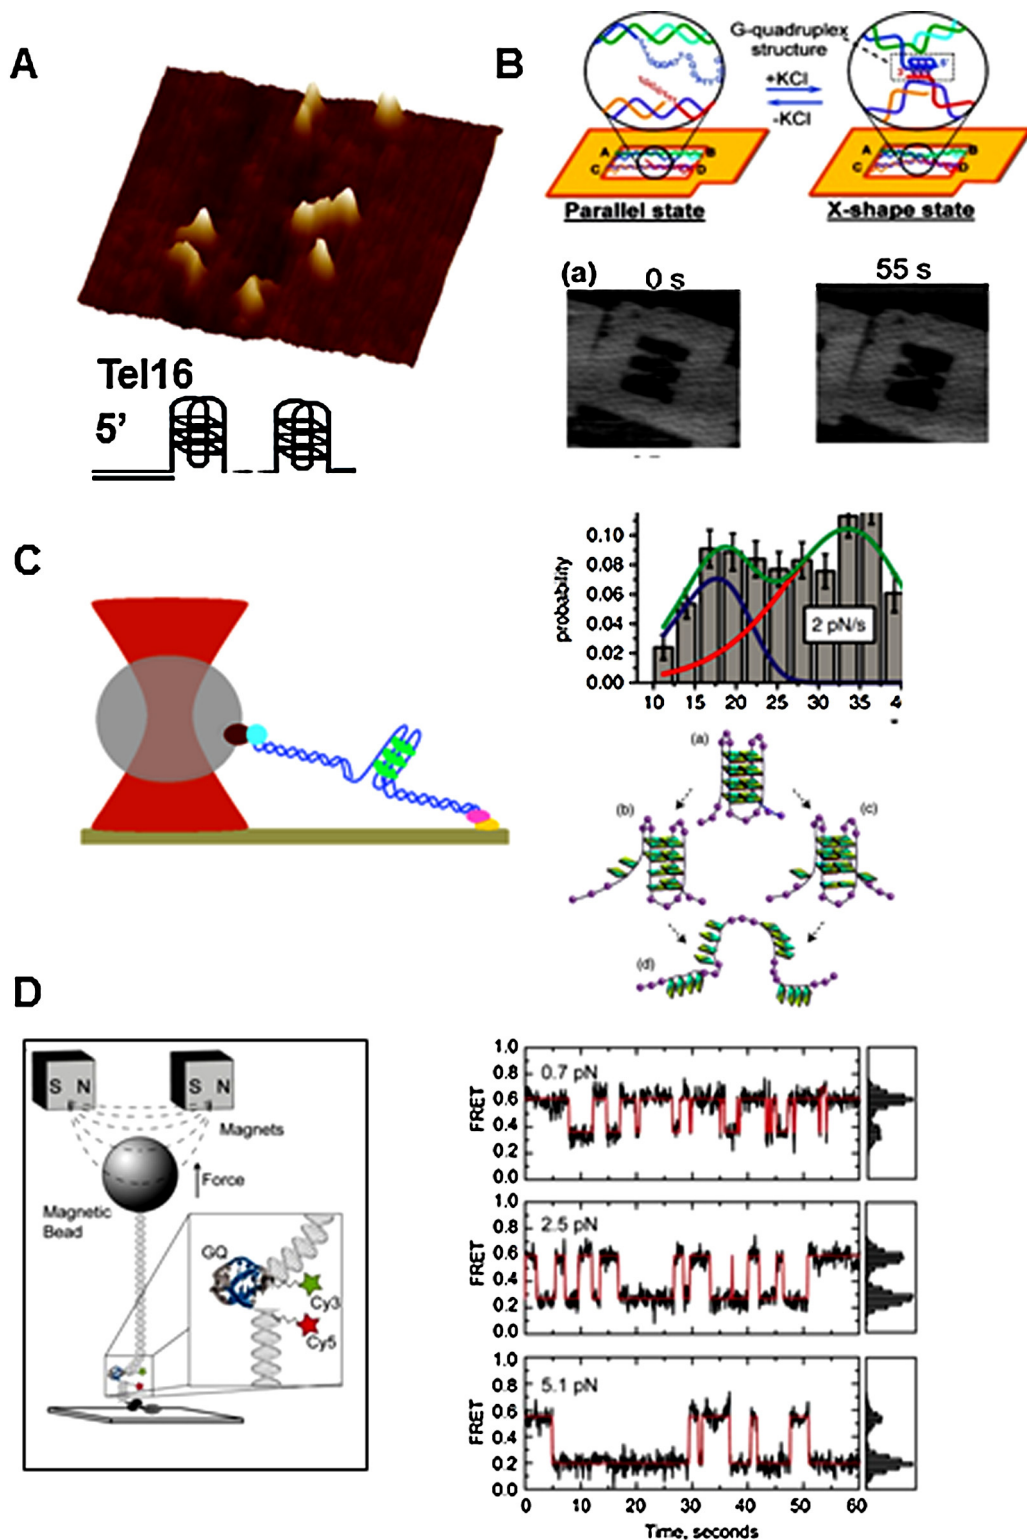 A
Tel16
5'
B
G-quadruplex
structure
+KCl
-KCl
5'
3'
A
B
C
D
A
B
C
D
Parallel state
X-shape state
(a)
0 s
55 s
C
probability
0.10
0.08
0.06
0.04
0.02
0.00
2 pN/s
10 15 20 25 30 35 4
(a)
(b)
(c)
(d)
D
S N
S N
Magnets
Force
Magnetic
Bead
GQ
Cy3
Cy5
FRET
1.0
0.8
0.6
0.4
0.2
0.0
0.7 pN
FRET
1.0
0.8
0.6
0.4
0.2
0.0
2.5 pN
FRET
1.0
0.8
0.6
0.4
0.2
0.0
5.1 pN
0 10 20 30 40 50 60
Time, seconds